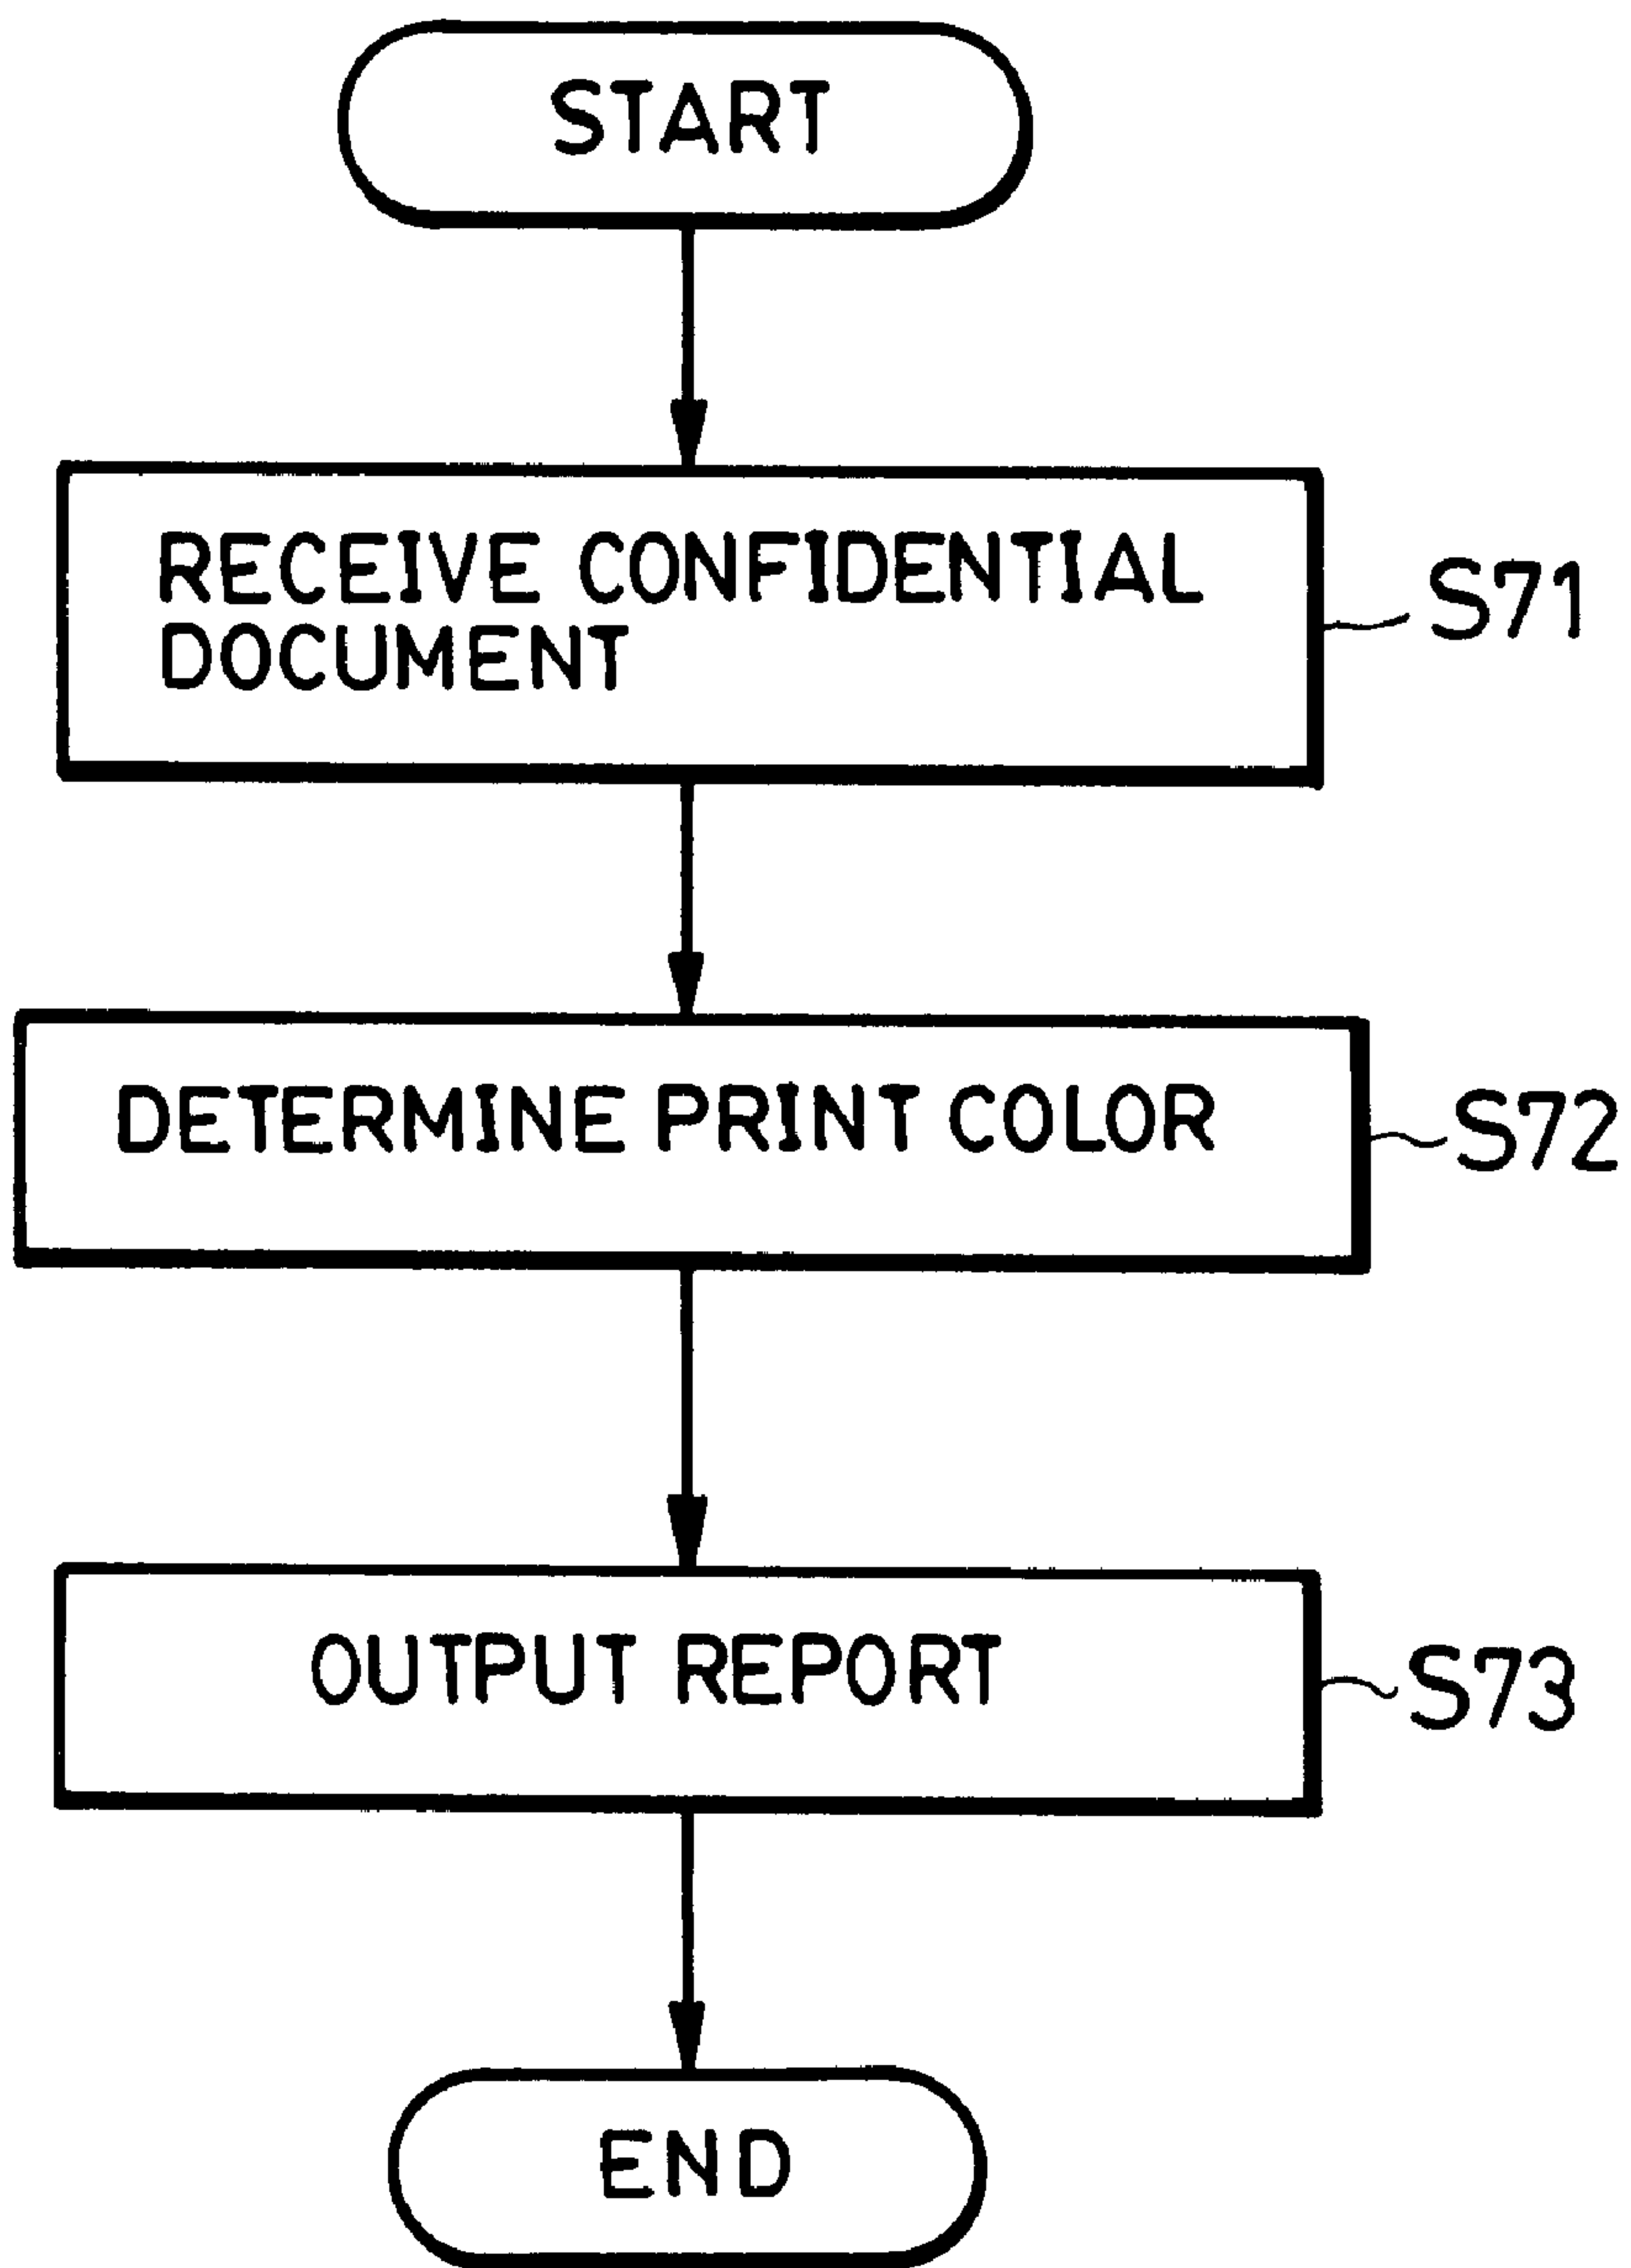 START
RECEIVE CONFIDENTIAL
DOCUMENT
S71
DETERMINE PRINT COLOR
S72
OUTPUT REPORT
S73
END